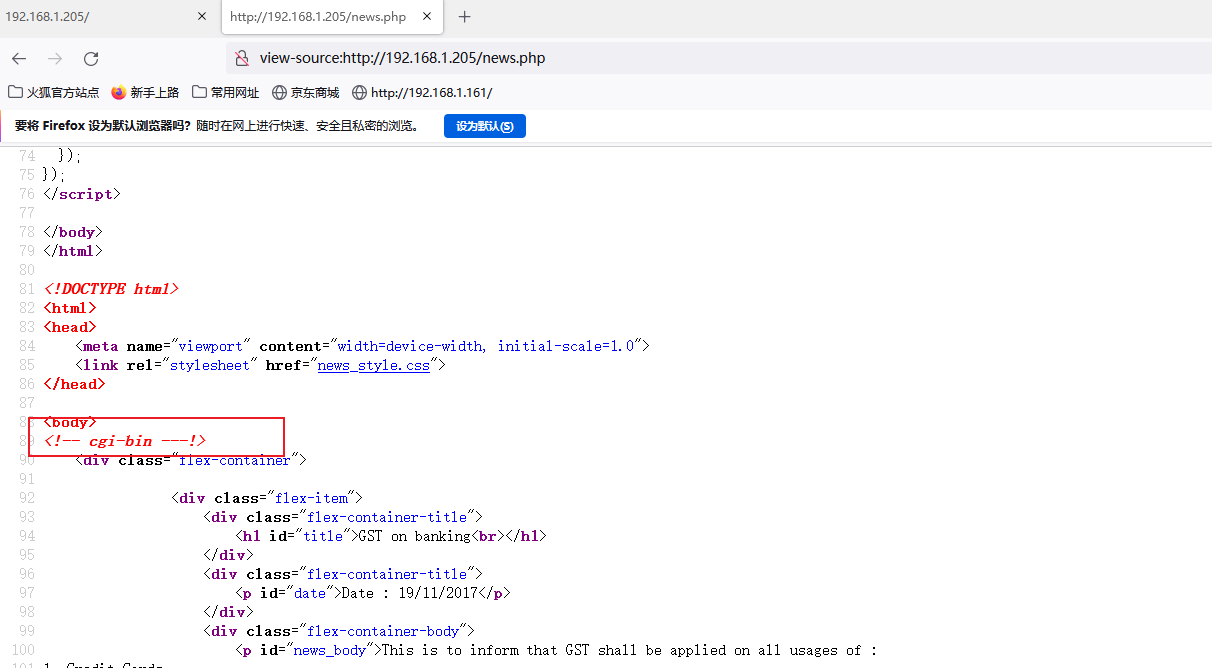 192.168.1.205/ × http://192.168.1.205/news.php × +
view-source:http://192.168.1.205/news.php
火狐官方站点 新手上路 常用网址 京东商城 http://192.168.1.161/
要将 Firefox 设为默认浏览器吗? 随时在网上进行快速、安全且私密的浏览。 设为默认(S)
74 });
75 });
76 </script>
77
78 </body>
79 </html>
80
81 <!DOCTYPE html>
82 <html>
83 <head>
84 <meta name="viewport" content="width=device-width, initial-scale=1.0">
85 <link rel="stylesheet" href="news_style.css">
86 </head>
87
88 <body>
89 <!-- cgi-bin ---!>
90 <div class="flex-container">
91
92 <div class="flex-item">
93 <div class="flex-container-title">
94 <h1 id="title">GST on banking<br></h1>
95 </div>
96 <div class="flex-container-title">
97 <p id="date">Date : 19/11/2017</p>
98 </div>
99 <div class="flex-container-body">
100 <p id="news_body">This is to inform that GST shall be applied on all usages of :
101 1. Credit Cards